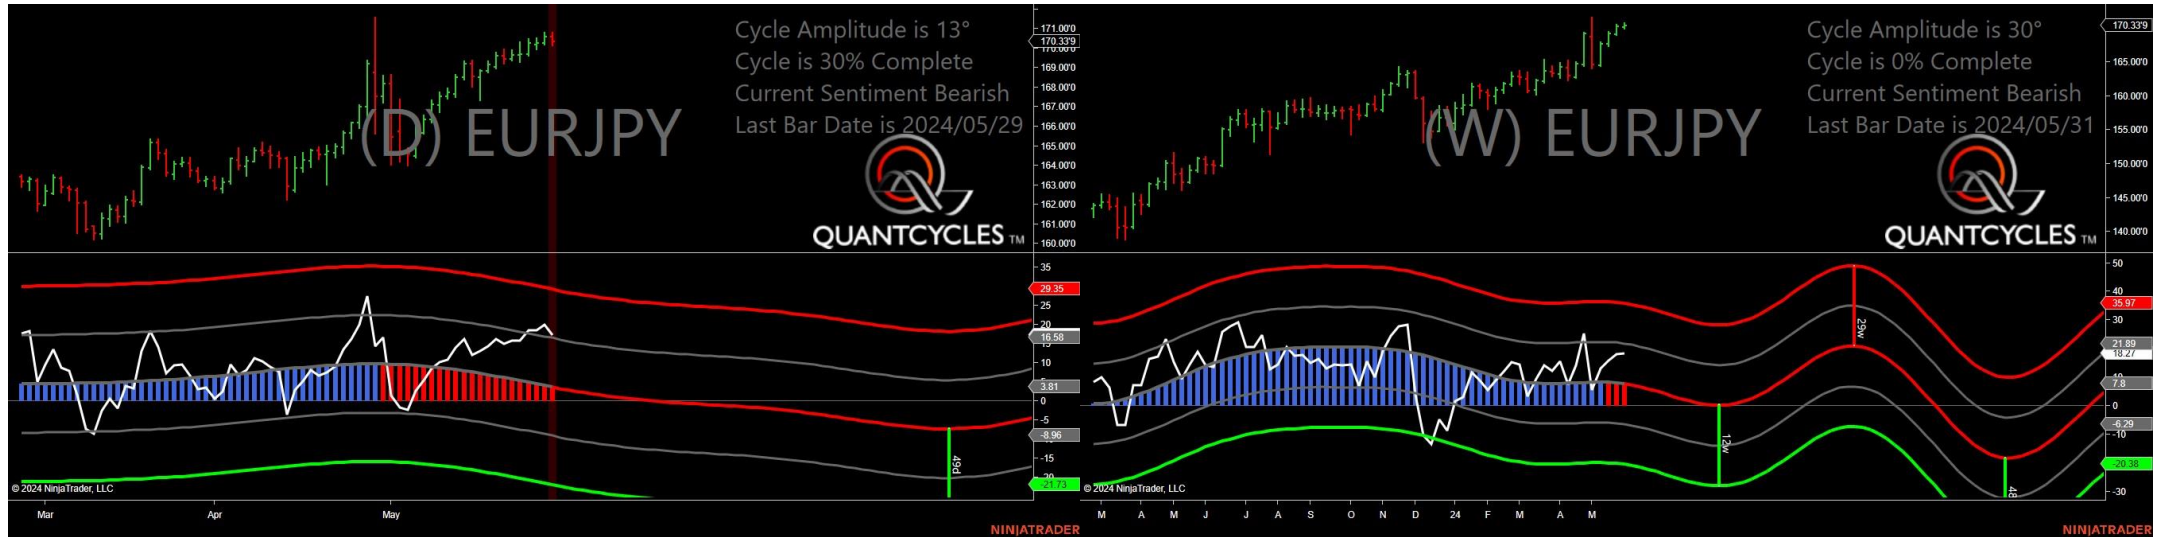 Cycle Amplitude is 13°
Cycle is 30% Complete
Current Sentiment Bearish
Last Bar Date is 2024/05/29
(D) EURJPY
QUANTCYCLES TM
171.00'0
170.33'9
170.00'0
169.00'0
168.00'0
167.00'0
166.00'0
165.00'0
164.00'0
163.00'0
162.00'0
161.00'0
160.00'0
35
29.35
25
20
16.58
10
3.81
0
-5
-8.96
-15
-20
-21.73
49d
© 2024 NinjaTrader, LLC
Mar Apr May
NINJATRADER
Cycle Amplitude is 30°
Cycle is 0% Complete
Current Sentiment Bearish
Last Bar Date is 2024/05/31
(W) EURJPY
QUANTCYCLES TM
170.33'9
165.00'0
160.00'0
155.00'0
150.00'0
145.00'0
140.00'0
50
40
35.97
30
21.89
18.27
10
7.8
0
-6.29
-10
-20.38
-30
29w
12w
48
© 2024 NinjaTrader, LLC
M A M J J A S O N D 24 F M A M
NINJATRADER